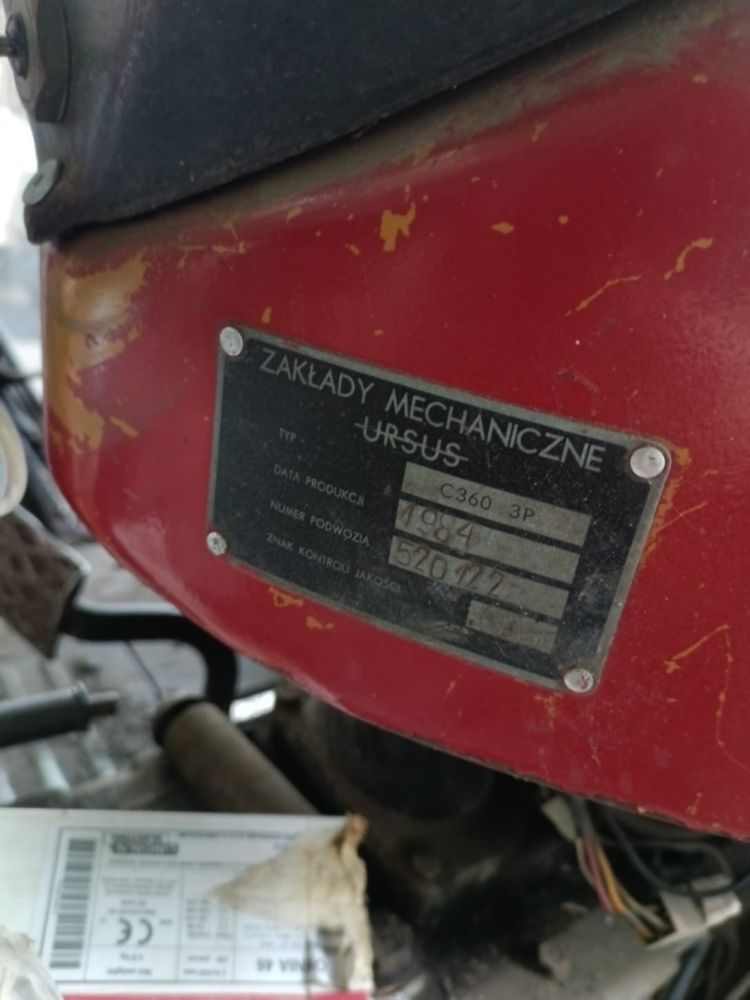 ZAKŁADY MECHANICZNE
URSUS
TYP C360 3P
DATA PRODUKCJI 1984
NUMER PODWOZIA 520122
ZNAK KONTROLI JAKOŚCI
CE